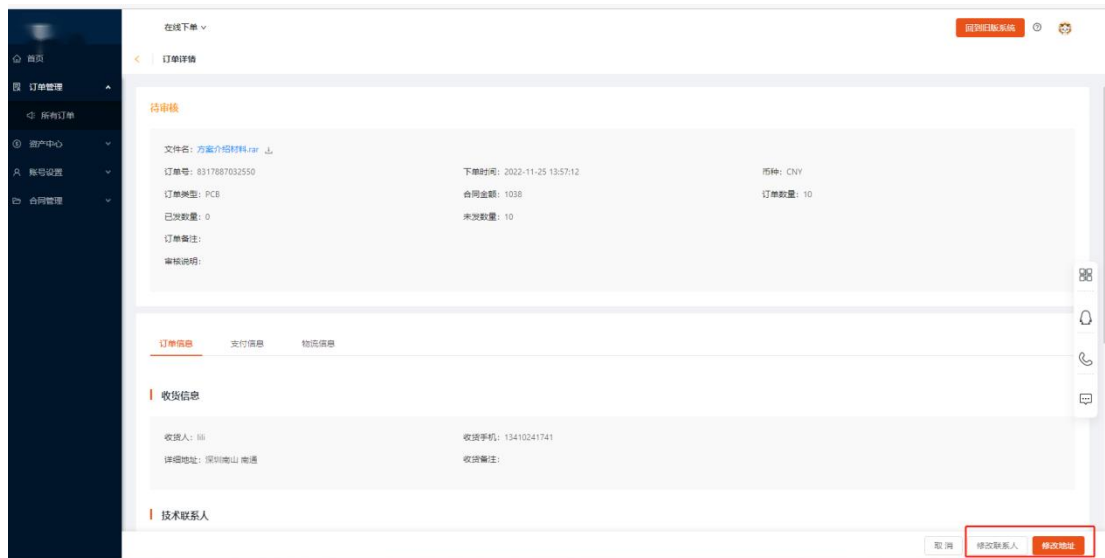 在线下单
回到旧版系统
首页
订单详情
订单管理
所有订单
资产中心
账号设置
合同管理
待审核
文件名：方案介绍材料.rar
订单号：8317887032550 下单时间：2022-11-25 13:57:12 币种：CNY
订单类型：PCB 合同金额：1038 订单数量：10
已发数量：0 未发数量：10
订单备注：
审核说明：
订单信息 支付信息 物流信息
收货信息
收货人：lili 收货手机：13410241741
详细地址：深圳南山 南通 收货备注：
技术联系人
取消 修改联系人 修改地址